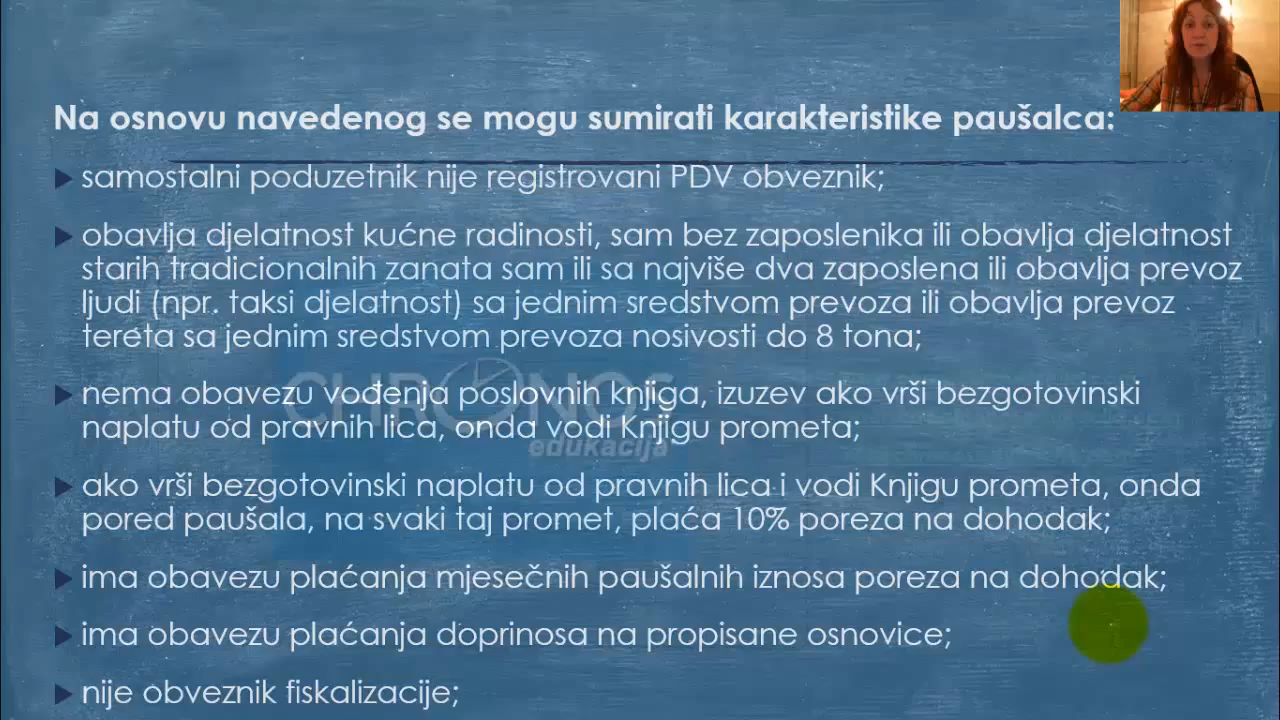 Na osnovu navedenog se mogu sumirati karakteristike paušalca:
samostalni poduzetnik nije registrovani PDV obveznik;
obavlja djelatnost kućne radinosti, sam bez zaposlenika ili obavlja djelatnost
starih tradicionalnih zanata sam ili sa najviše dva zaposlena ili obavlja prevoz
ljudi (npr. taksi djelatnost) sa jednim sredstvom prevoza ili obavlja prevoz
tereta sa jednim sredstvom prevoza nosivosti do 8 tona;
nema obavezu vođenja poslovnih knjiga, izuzev ako vrši bezgotovinski
naplatu od pravnih lica, onda vodi Knjigu prometa;
CHRONOS
edukacija
ako vrši bezgotovinski naplatu od pravnih lica i vodi Knjigu prometa, onda
pored paušala, na svaki taj promet, plaća 10% poreza na dohodak;
ima obavezu plaćanja mjesečnih paušalnih iznosa poreza na dohodak;
ima obavezu plaćanja doprinosa na propisane osnovice;
nije obveznik fiskalizacije;